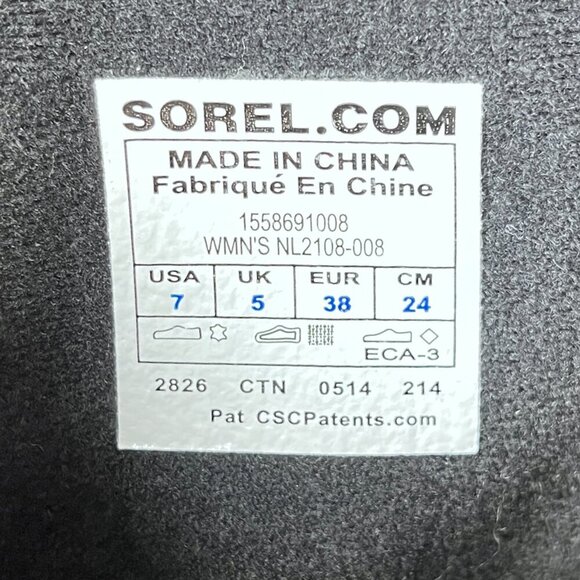 SOREL.COM
MADE IN CHINA
Fabriqué En Chine
1558691008
WMN'S NL2108-008
USA UK EUR CM
7 5 38 24
ECA-3
2826 CTN 0514 214
Pat CSCPatents.com